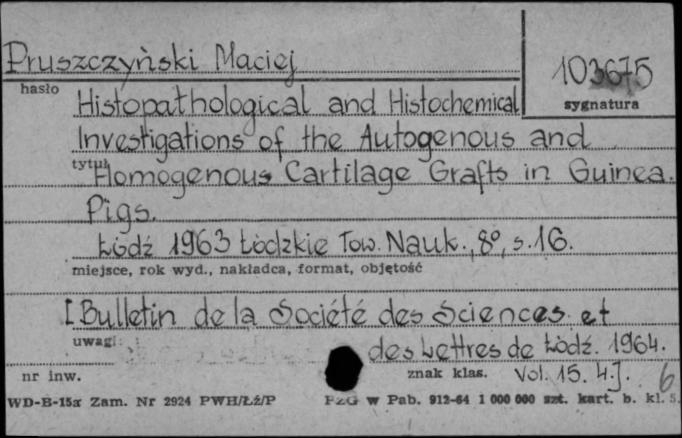 Pruszczyński Maciej
103675
hasło
sygnatura
Histopathological and Histochemical
Investigations of the Autogenous and
tytuł
Homogenous Cartilage Grafts in Guinea.
Pigs.
Łódź 1963 Łódzkie Tow. Nauk., 8°, s. 16.
miejsce, rok wyd., nakładca, format, objętość
[Bulletin de la Société des Sciences et
uwagi:
des Lettres de Łódź. 1964.
nr inw.
znak klas.
Vol. 15. 4]. 6
WD-B-15a Zam. Nr 2924 PWH/Łź/P
PZG w Pab. 912-64 1 000 000 szt. kart. b. kl. 5.